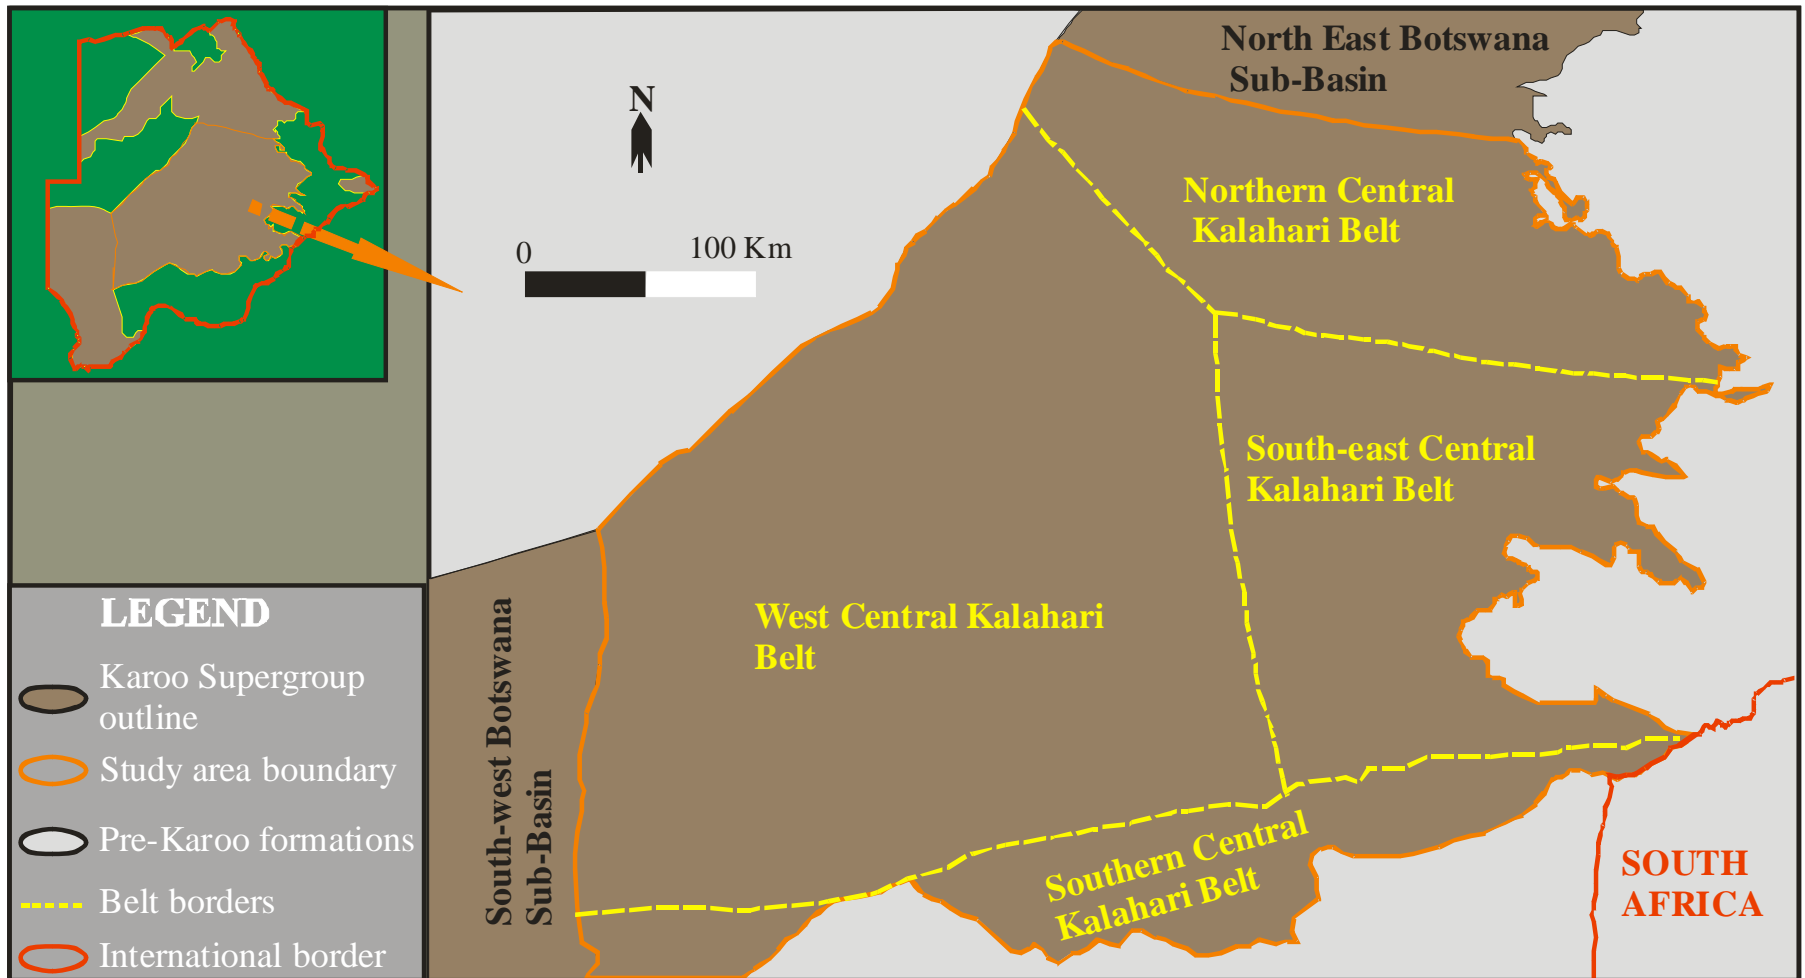 North East Botswana
Sub-Basin
N
Northern Central
Kalahari Belt
0
100 Km
South-east Central
Kalahari Belt
West Central Kalahari
Belt
South-west Botswana
Sub-Basin
Southern Central
Kalahari Belt
SOUTH
AFRICA
LEGEND
Karoo Supergroup
outline
Study area boundary
Pre-Karoo formations
Belt borders
International border